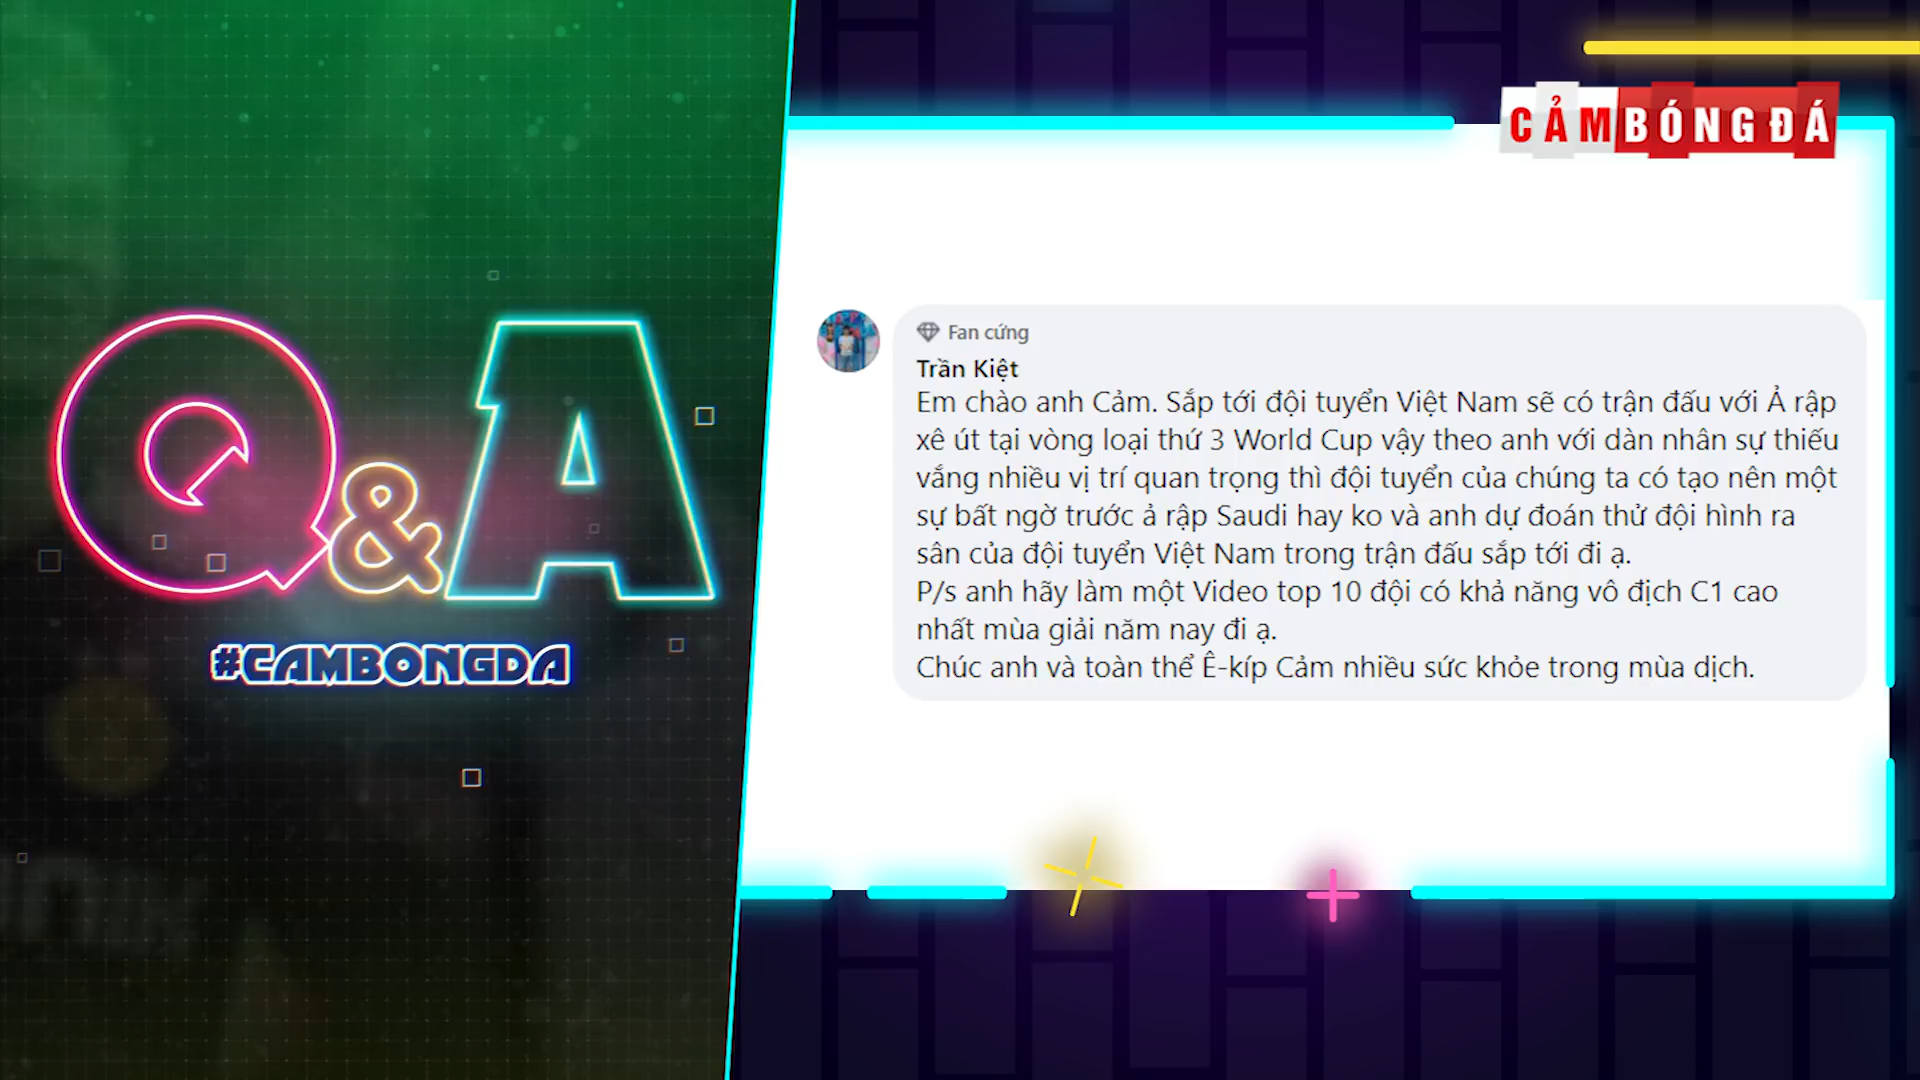 Q&A
#CAMBONGDA
CẢMBÓNGĐÁ
Fan cứng
Trần Kiệt
Em chào anh Cảm. Sắp tới đội tuyển Việt Nam sẽ có trận đấu với Ả rập
xê út tại vòng loại thứ 3 World Cup vậy theo anh với dàn nhân sự thiếu
vắng nhiều vị trí quan trọng thì đội tuyển của chúng ta có tạo nên một
sự bất ngờ trước ả rập Saudi hay ko và anh dự đoán thử đội hình ra
sân của đội tuyển Việt Nam trong trận đấu sắp tới đi ạ.
P/s anh hãy làm một Video top 10 đội có khả năng vô địch C1 cao
nhất mùa giải năm nay đi ạ.
Chúc anh và toàn thể Ê-kíp Cảm nhiều sức khỏe trong mùa dịch.